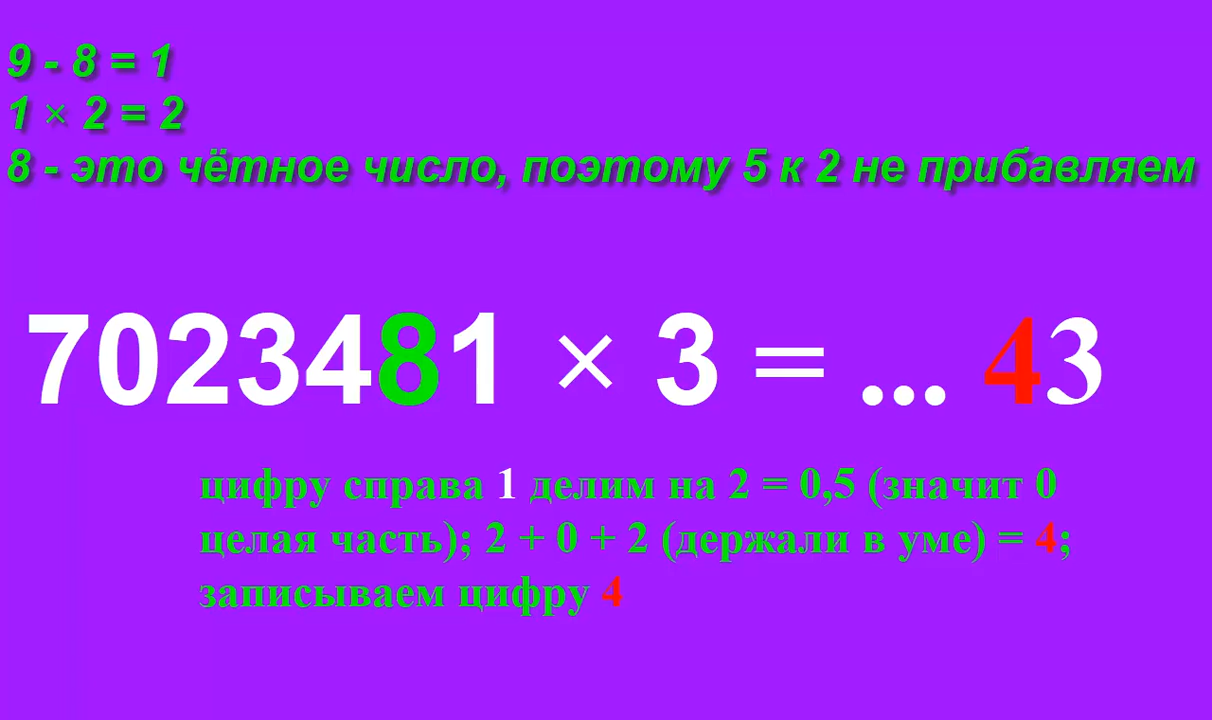 9 - 8 = 1
1 × 2 = 2
8 - это чётное число, поэтому 5 к 2 не прибавляем
7023481 × 3 = ... 43
цифру справа 1 делим на 2 = 0,5 (значит 0
целая часть); 2 + 0 + 2 (держали в уме) = 4;
записываем цифру 4